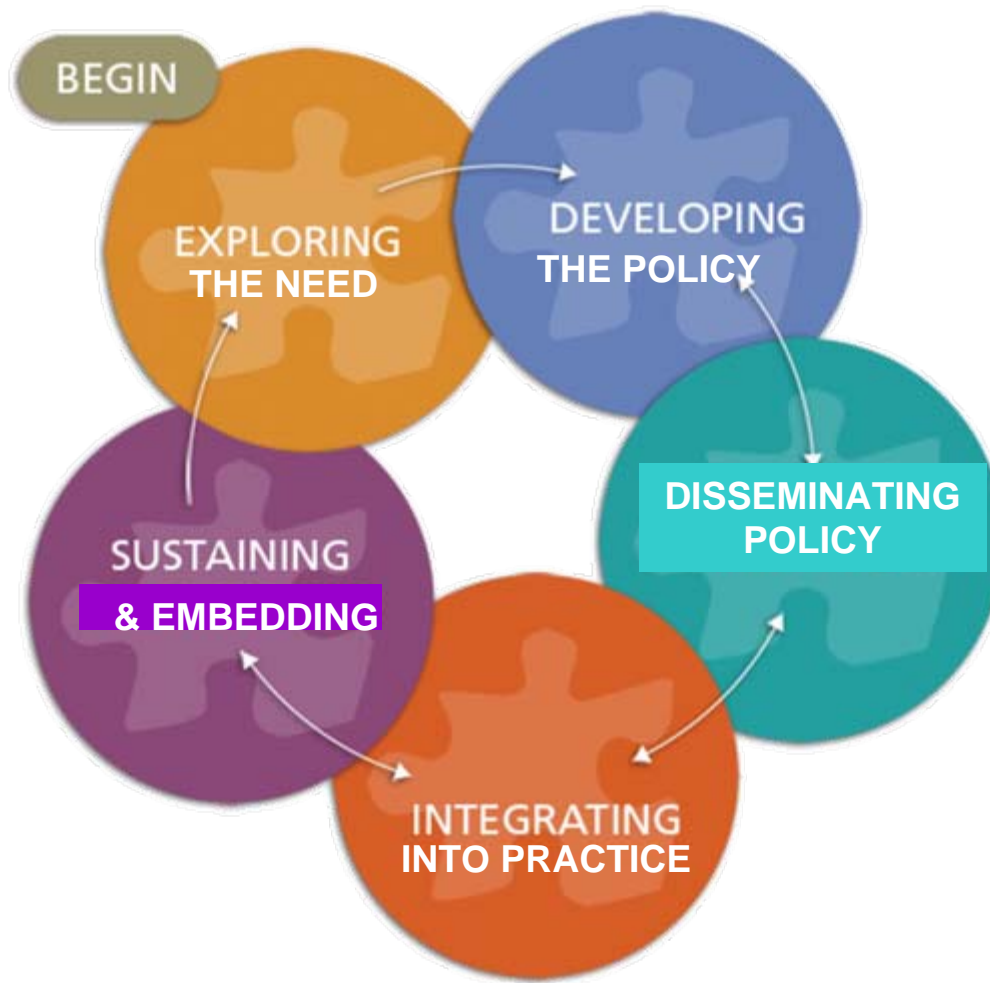 BEGIN
EXPLORING
THE NEED
DEVELOPING
THE POLICY
DISSEMINATING
POLICY
INTEGRATING
INTO PRACTICE
SUSTAINING
& EMBEDDING